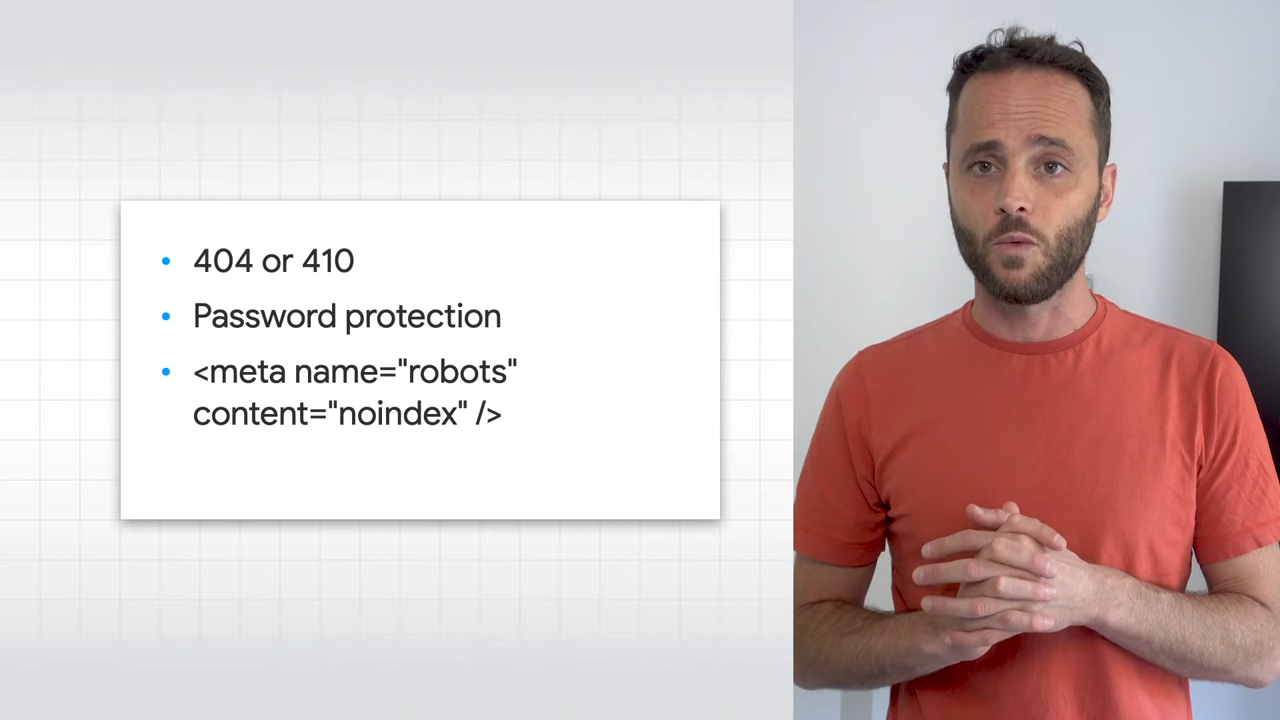 • 404 or 410
• Password protection
• <meta name="robots"
content="noindex" />